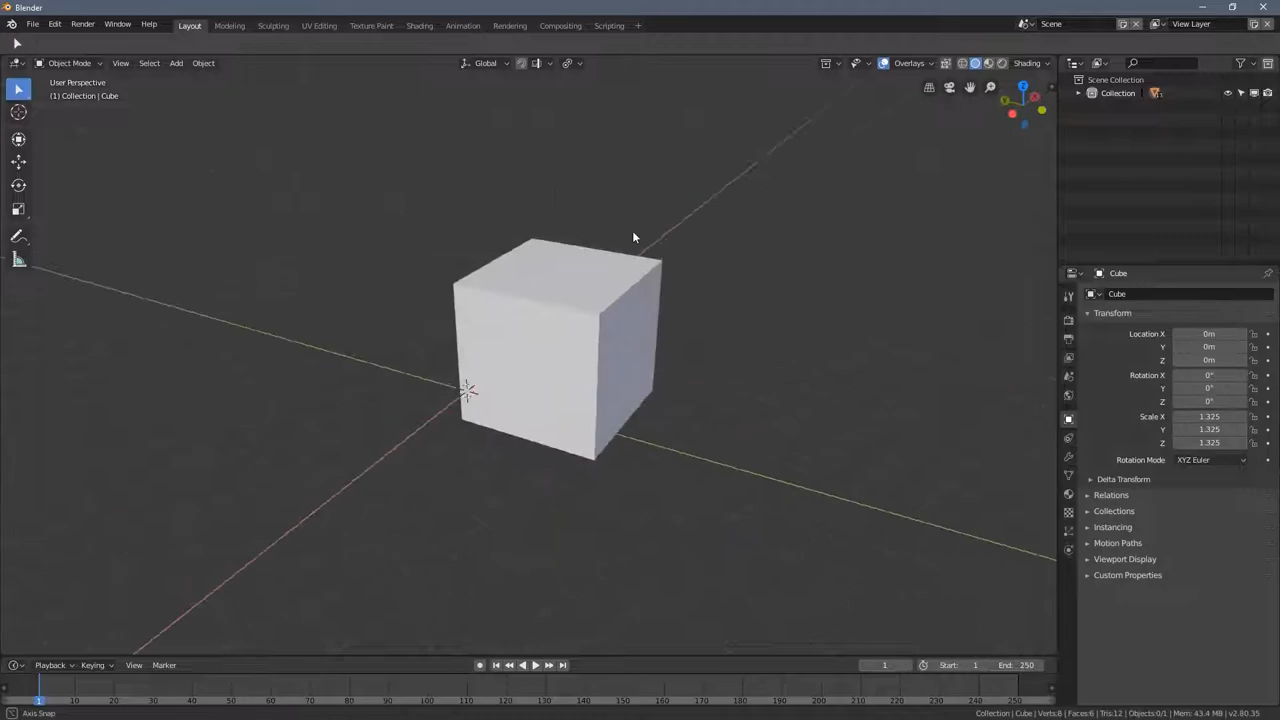 Blender
File Edit Render Window Help Layout Modeling Sculpting UV Editing Texture Paint Shading Animation Rendering Compositing Scripting + Scene View Layer
Object Mode View Select Add Object Global Overlays Shading
User Perspective
(1) Collection | Cube
Scene Collection
Collection
Cube
Cube
Transform
Location X 0m
Y 0m
Z 0m
Rotation X 0°
Y 0°
Z 0°
Scale X 1.325
Y 1.325
Z 1.325
Rotation Mode XYZ Euler
Delta Transform
Relations
Collections
Instancing
Motion Paths
Viewport Display
Custom Properties
Playback Keying View Marker 1 Start: 1 End: 250
1 10 20 30 40 50 60 70 80 90 100 110 120 130 140 150 160 170 180 190 200 210 220 230 240 250
Axis Snap Collection | Cube | Verts:8 | Faces:6 | Tris:12 | Objects:0/1 | Mem: 43.4 MB | v2.80.35